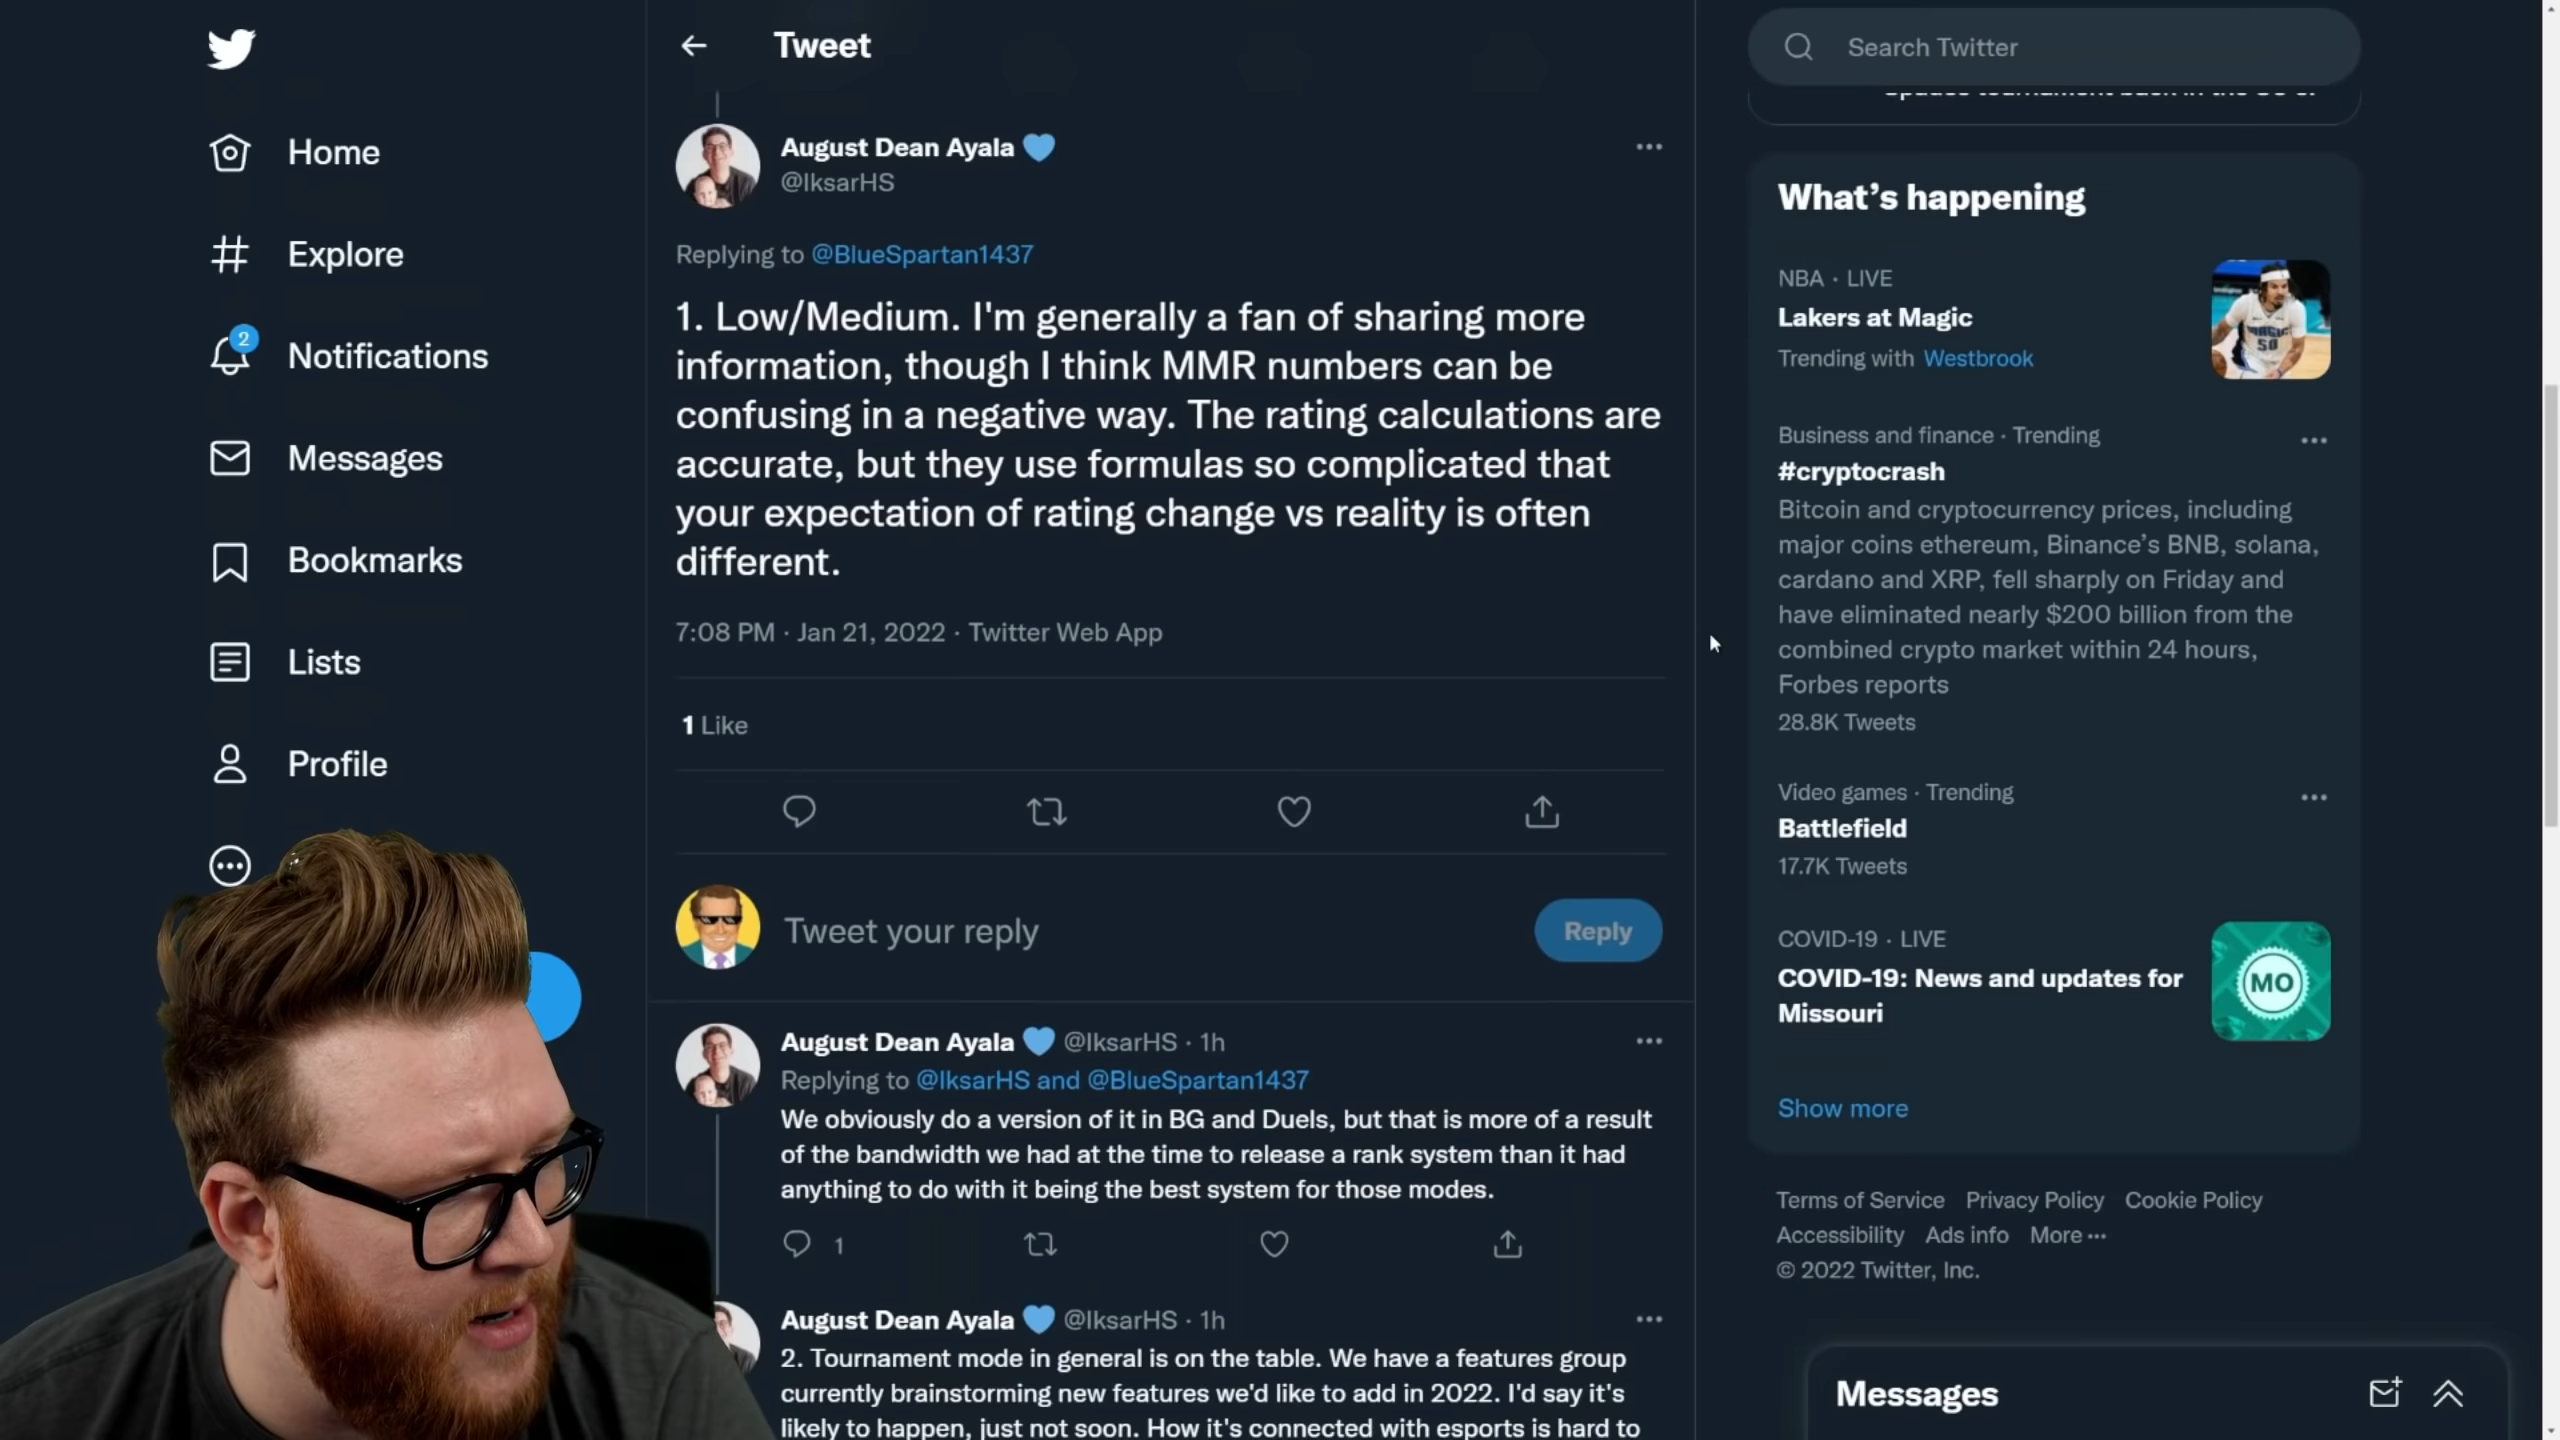 Home
Explore
2
Notifications
Messages
Bookmarks
Lists
Profile
Tweet
August Dean Ayala
@IksarHS
Replying to @BlueSpartan1437
1. Low/Medium. I'm generally a fan of sharing more
information, though I think MMR numbers can be
confusing in a negative way. The rating calculations are
accurate, but they use formulas so complicated that
your expectation of rating change vs reality is often
different.
7:08 PM · Jan 21, 2022 · Twitter Web App
1 Like
Tweet your reply
Reply
August Dean Ayala @IksarHS · 1h
Replying to @IksarHS and @BlueSpartan1437
We obviously do a version of it in BG and Duels, but that is more of a result
of the bandwidth we had at the time to release a rank system than it had
anything to do with it being the best system for those modes.
1
August Dean Ayala @IksarHS · 1h
2. Tournament mode in general is on the table. We have a features group
currently brainstorming new features we'd like to add in 2022. I'd say it's
likely to happen, just not soon. How it's connected with esports is hard to
Search Twitter
What's happening
NBA · LIVE
Lakers at Magic
Trending with Westbrook
MAGIC
50
Business and finance · Trending
#cryptocrash
Bitcoin and cryptocurrency prices, including
major coins ethereum, Binance's BNB, solana,
cardano and XRP, fell sharply on Friday and
have eliminated nearly $200 billion from the
combined crypto market within 24 hours,
Forbes reports
28.8K Tweets
Video games · Trending
Battlefield
17.7K Tweets
COVID-19 · LIVE
COVID-19: News and updates for
Missouri
MO
Show more
Terms of Service Privacy Policy Cookie Policy
Accessibility Ads info More ···
© 2022 Twitter, Inc.
Messages